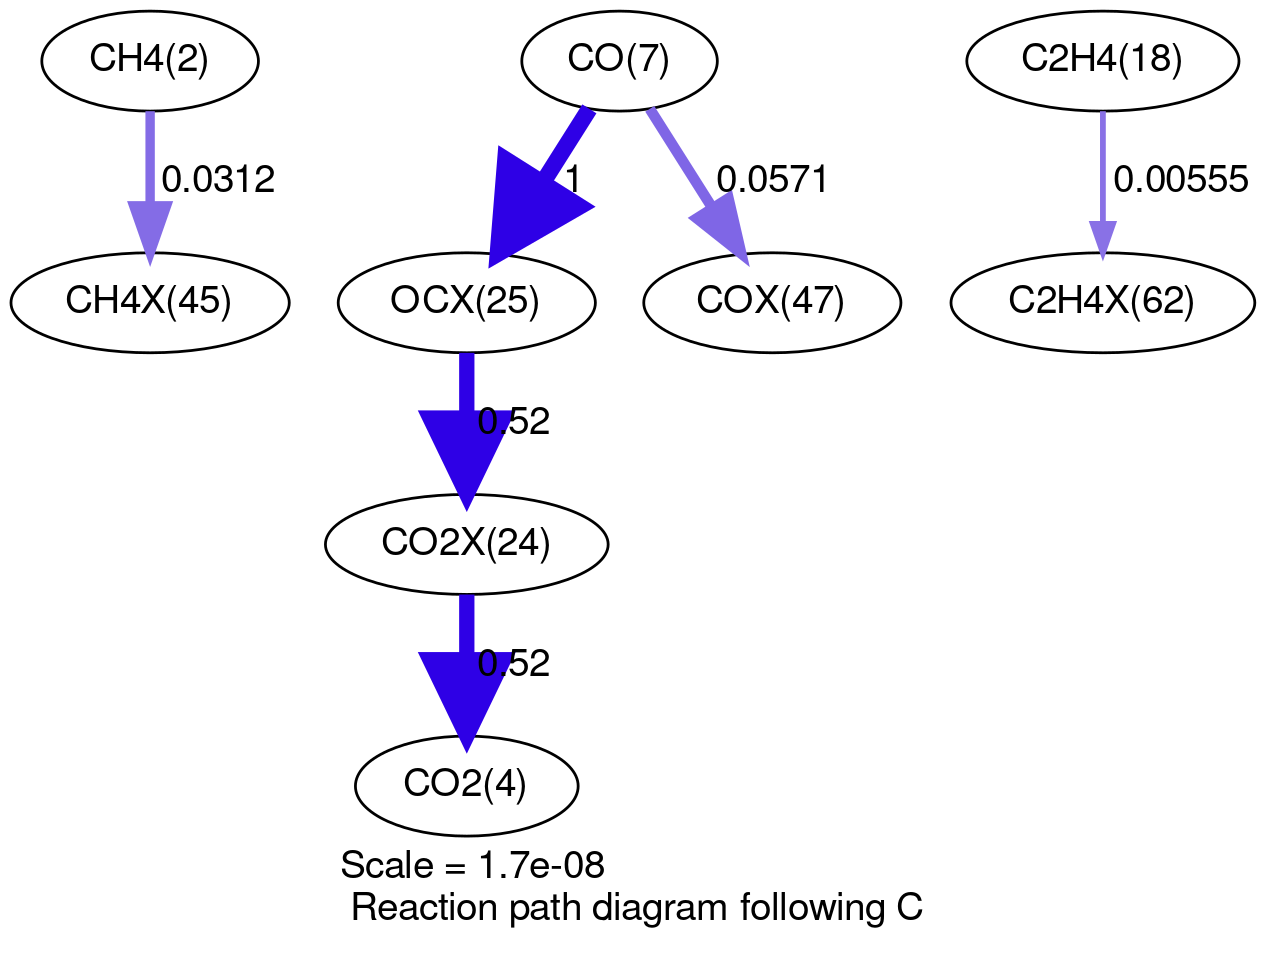 CH4(2)
CO(7)
C2H4(18)
0.0312
1
0.0571
0.00555
CH4X(45)
OCX(25)
COX(47)
C2H4X(62)
0.52
CO2X(24)
0.52
CO2(4)
Scale = 1.7e-08
Reaction path diagram following C